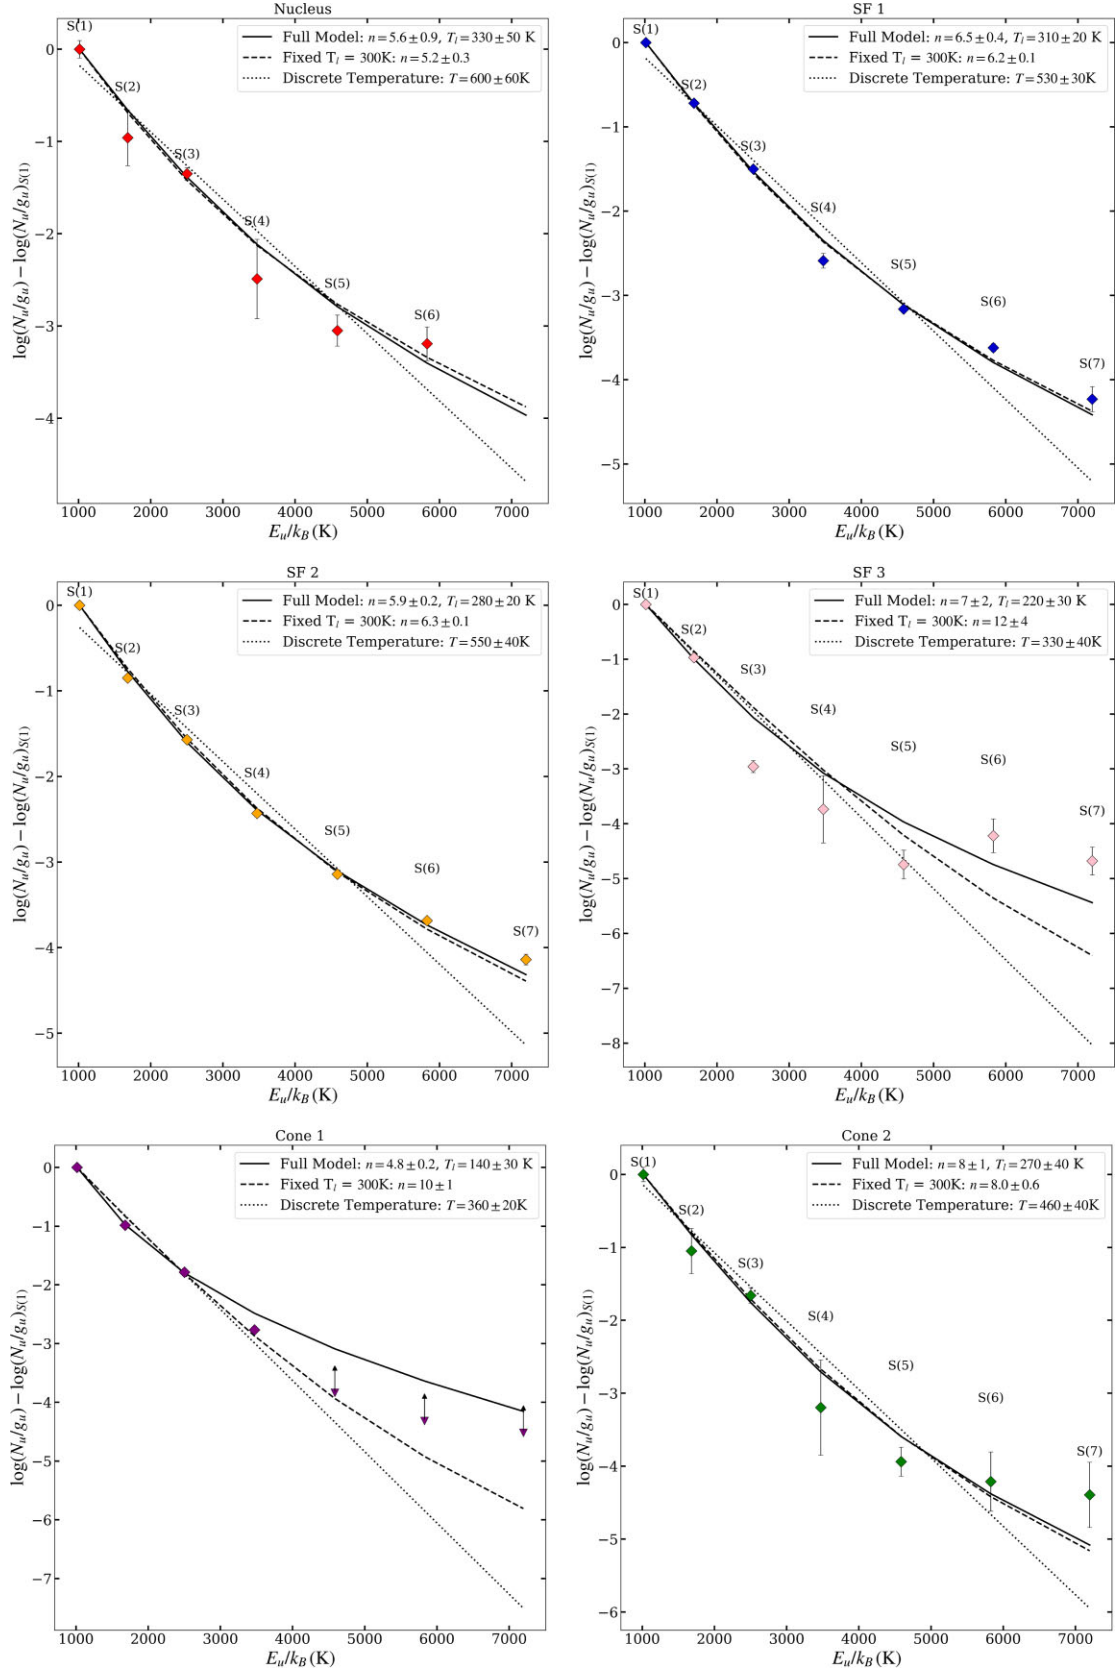 Nucleus
S(1)
S(2)
S(3)
S(4)
S(5)
S(6)
Full Model: n = 5.6 ± 0.9, T_l = 330 ± 50 K
Fixed T_l = 300K: n = 5.2 ± 0.3
Discrete Temperature: T = 600 ± 60K
0
−1
−2
−3
−4
log(N_u/g_u) − log(N_u/g_u)_S(1)
1000 2000 3000 4000 5000 6000 7000
E_u/k_B (K)
SF 1
S(1)
S(2)
S(3)
S(4)
S(5)
S(6)
S(7)
Full Model: n = 6.5 ± 0.4, T_l = 310 ± 20 K
Fixed T_l = 300K: n = 6.2 ± 0.1
Discrete Temperature: T = 530 ± 30K
0
−1
−2
−3
−4
−5
log(N_u/g_u) − log(N_u/g_u)_S(1)
1000 2000 3000 4000 5000 6000 7000
E_u/k_B (K)
SF 2
S(1)
S(2)
S(3)
S(4)
S(5)
S(6)
S(7)
Full Model: n = 5.9 ± 0.2, T_l = 280 ± 20 K
Fixed T_l = 300K: n = 6.3 ± 0.1
Discrete Temperature: T = 550 ± 40K
0
−1
−2
−3
−4
−5
log(N_u/g_u) − log(N_u/g_u)_S(1)
1000 2000 3000 4000 5000 6000 7000
E_u/k_B (K)
SF 3
S(1)
S(2)
S(3)
S(4)
S(5)
S(6)
S(7)
Full Model: n = 7 ± 2, T_l = 220 ± 30 K
Fixed T_l = 300K: n = 12 ± 4
Discrete Temperature: T = 330 ± 40K
0
−1
−2
−3
−4
−5
−6
−7
−8
log(N_u/g_u) − log(N_u/g_u)_S(1)
1000 2000 3000 4000 5000 6000 7000
E_u/k_B (K)
Cone 1
Full Model: n = 4.8 ± 0.2, T_l = 140 ± 30 K
Fixed T_l = 300K: n = 10 ± 1
Discrete Temperature: T = 360 ± 20K
0
−1
−2
−3
−4
−5
−6
−7
log(N_u/g_u) − log(N_u/g_u)_S(1)
1000 2000 3000 4000 5000 6000 7000
E_u/k_B (K)
Cone 2
S(1)
S(2)
S(3)
S(4)
S(5)
S(6)
S(7)
Full Model: n = 8 ± 1, T_l = 270 ± 40 K
Fixed T_l = 300K: n = 8.0 ± 0.6
Discrete Temperature: T = 460 ± 40K
0
−1
−2
−3
−4
−5
−6
log(N_u/g_u) − log(N_u/g_u)_S(1)
1000 2000 3000 4000 5000 6000 7000
E_u/k_B (K)